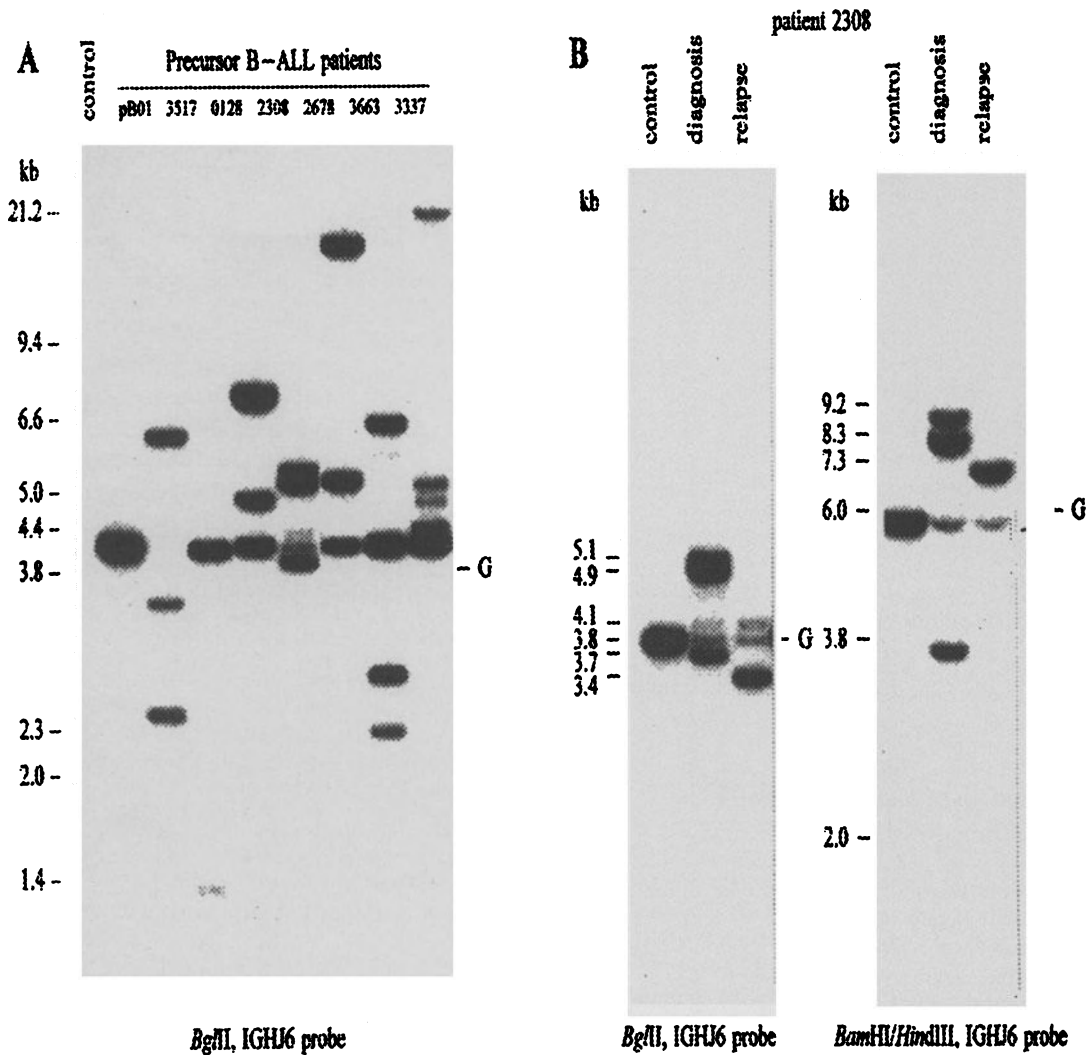 A
control
Precursor B-ALL patients
pB01 3517 0128 2308 2678 3663 3337
kb
21.2
9.4
6.6
5.0
4.4
3.8
2.3
2.0
1.4
G
BglII, IGHJ6 probe
B
patient 2308
control
diagnosis
relapse
kb
5.1
4.9
4.1
3.8
3.7
3.4
G
BglII, IGHJ6 probe
control
diagnosis
relapse
kb
9.2
8.3
7.3
6.0
3.8
2.0
G
BamHI/HindIII, IGHJ6 probe